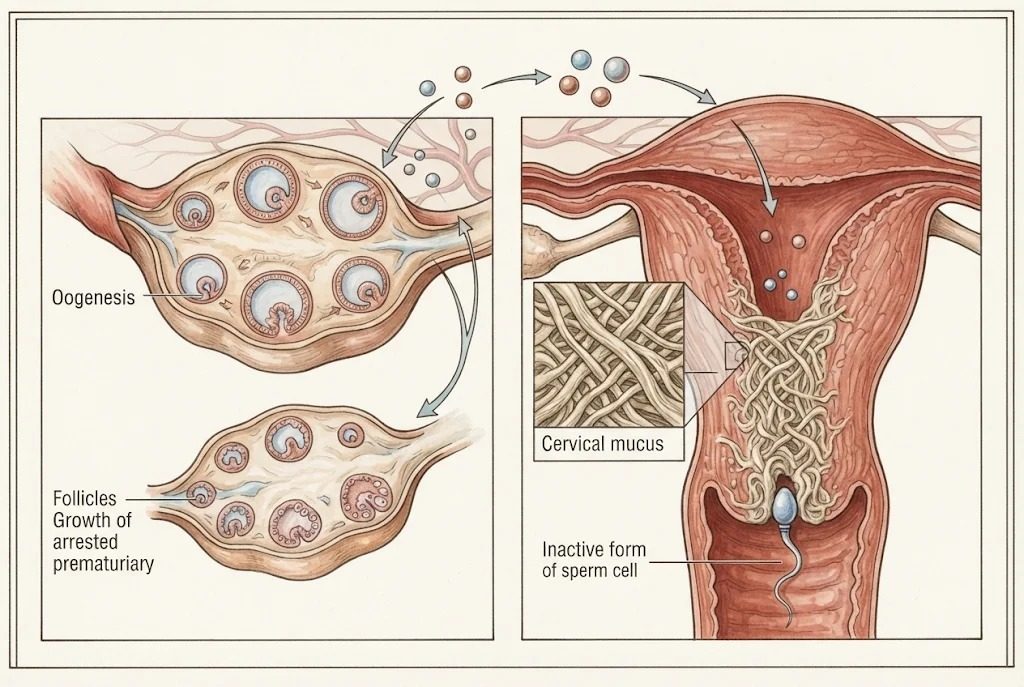 Oogenesis
Follicles
Growth of
arrested
prematuriary
Cervical mucus
Inactive form
of sperm cell